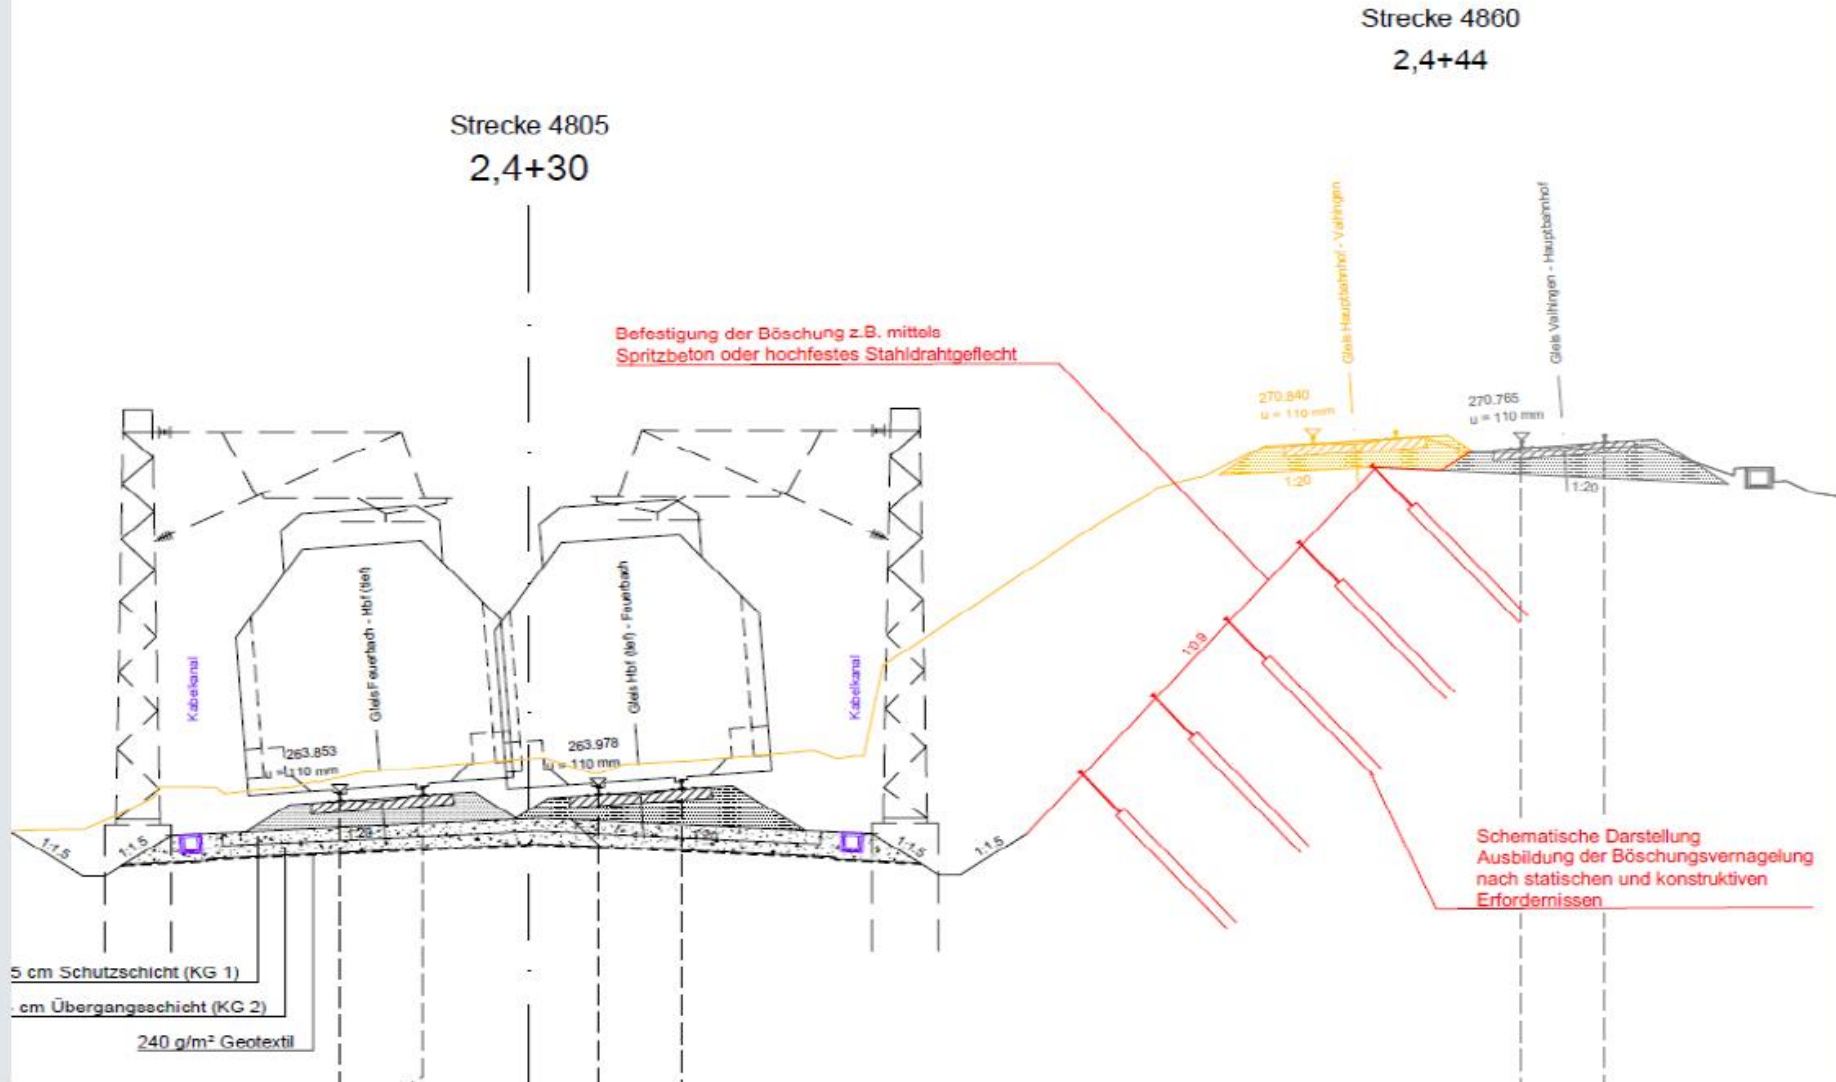 Strecke 4860
2,4+44
Strecke 4805
2,4+30
Gleis Hauptbahnhof - Vaihingen
Gleis Vaihingen - Hauptbahnhof
Befestigung der Böschung z.B. mittels
Spritzbeton oder hochfestes Stahldrahtgeflecht
270.840
u = 110 mm
270.765
u = 110 mm
1:20
1:20
Kabelkanal
Gleis Feuerbach - Hbf (tief)
Gleis Hbf (tief) - Feuerbach
Kabelkanal
1:0.9
263.853
u = 110 mm
263.978
u = 110 mm
1:1.5
1:1.5
1:20
1:20
1:1.5
1:1.5
Schematische Darstellung
Ausbildung der Böschungsvernagelung
nach statischen und konstruktiven
Erfordernissen
5 cm Schutzschicht (KG 1)
cm Übergangsschicht (KG 2)
240 g/m² Geotextil